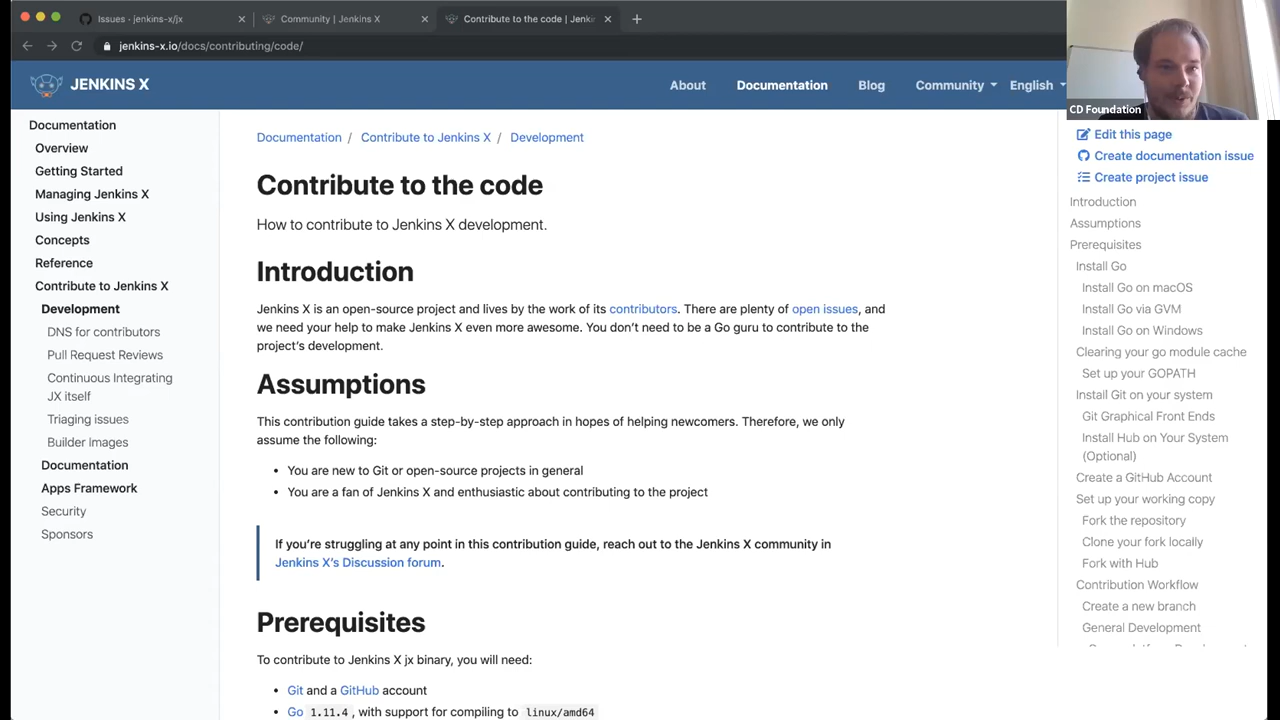 Issues · jenkins-x/jx
Community | Jenkins X
Contribute to the code | Jenki
jenkins-x.io/docs/contributing/code/
JENKINS X
About
Documentation
Blog
Community
English
CD Foundation
Documentation
Overview
Getting Started
Managing Jenkins X
Using Jenkins X
Concepts
Reference
Contribute to Jenkins X
Development
DNS for contributors
Pull Request Reviews
Continuous Integrating
JX itself
Triaging issues
Builder Images
Documentation
Apps Framework
Security
Sponsors
Documentation / Contribute to Jenkins X / Development
Contribute to the code
How to contribute to Jenkins X development.
Introduction
Jenkins X is an open-source project and lives by the work of its contributors. There are plenty of open issues, and
we need your help to make Jenkins X even more awesome. You don’t need to be a Go guru to contribute to the
project’s development.
Assumptions
This contribution guide takes a step-by-step approach in hopes of helping newcomers. Therefore, we only
assume the following:
• You are new to Git or open-source projects in general
• You are a fan of Jenkins X and enthusiastic about contributing to the project
If you’re struggling at any point in this contribution guide, reach out to the Jenkins X community in
Jenkins X’s Discussion forum.
Prerequisites
To contribute to Jenkins X jx binary, you will need:
• Git and a GitHub account
• Go 1.11.4, with support for compiling to linux/amd64
Edit this page
Create documentation issue
Create project issue
Introduction
Assumptions
Prerequisites
Install Go
Install Go on macOS
Install Go via GVM
Install Go on Windows
Clearing your go module cache
Set up your GOPATH
Install Git on your system
Git Graphical Front Ends
Install Hub on Your System
(Optional)
Create a GitHub Account
Set up your working copy
Fork the repository
Clone your fork locally
Fork with Hub
Contribution Workflow
Create a new branch
General Development